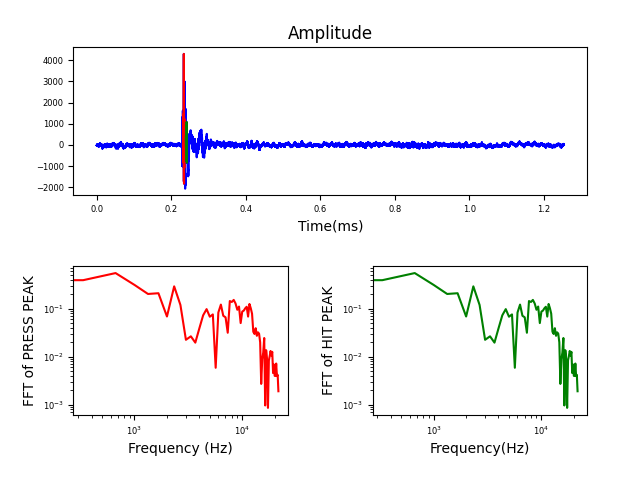 Amplitude
4000
3000
2000
1000
0
−1000
−2000
0.0 0.2 0.4 0.6 0.8 1.0 1.2
Time(ms)
FFT of PRESS PEAK
10⁻¹
10⁻²
10⁻³
10³ 10⁴
Frequency (Hz)
FFT of HIT PEAK
10⁻¹
10⁻²
10⁻³
10³ 10⁴
Frequency(Hz)